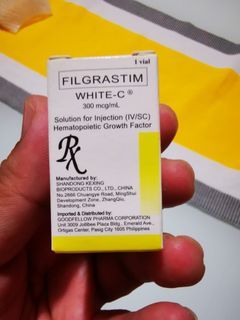 1 vial
FILGRASTIM
WHITE-C®
300 mcg/mL
Solution for Injection (IV/SC)
Hematopoietic Growth Factor
Rx
Manufactured by:
SHANDONG KEXING
BIOPRODUCTS CO., LTD., CHINA
No.2666 Chuangye Road, MingShui
Development Zone, ZhangQiu,
Shandong, China
Imported & Distributed by:
GOODFELLOW PHARMA CORPORATION
Unit 3009 Jollibee Plaza Bldg., Emerald Ave.,
Ortigas Center, Pasig City 1605 Philippines